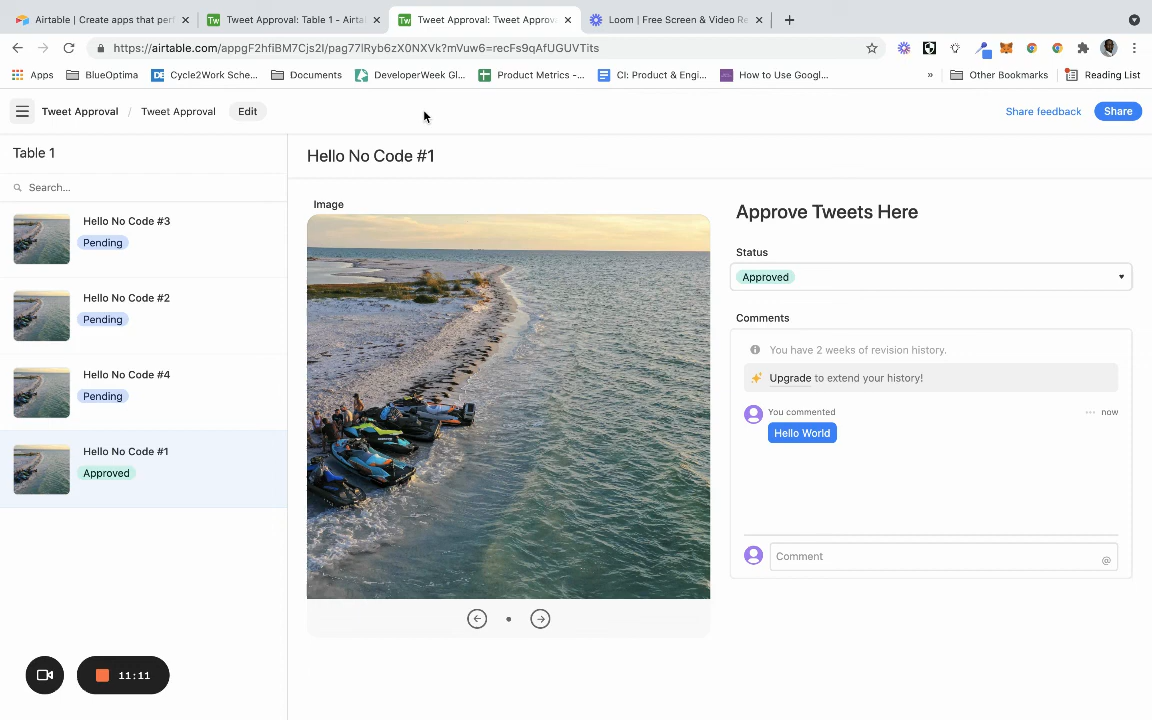 Airtable | Create apps that perf
Tweet Approval: Table 1 - Airta
Tweet Approval: Tweet Approv
Loom | Free Screen & Video Re
https://airtable.com/appgF2hfiBM7Cjs2I/pag77lRyb6zX0NXVk?mVuw6=recFs9qAfUGUVTits
Apps
BlueOptima
Cycle2Work Sche...
Documents
DeveloperWeek Gl...
Product Metrics -...
CI: Product & Engi...
How to Use Googl...
»
Other Bookmarks
Reading List
Tweet Approval / Tweet Approval
Edit
Share feedback
Share
Table 1
Search...
Hello No Code #3
Pending
Hello No Code #2
Pending
Hello No Code #4
Pending
Hello No Code #1
Approved
Hello No Code #1
Image
Approve Tweets Here
Status
Approved
Comments
You have 2 weeks of revision history.
Upgrade to extend your history!
You commented
... now
Hello World
Comment
@
11:11